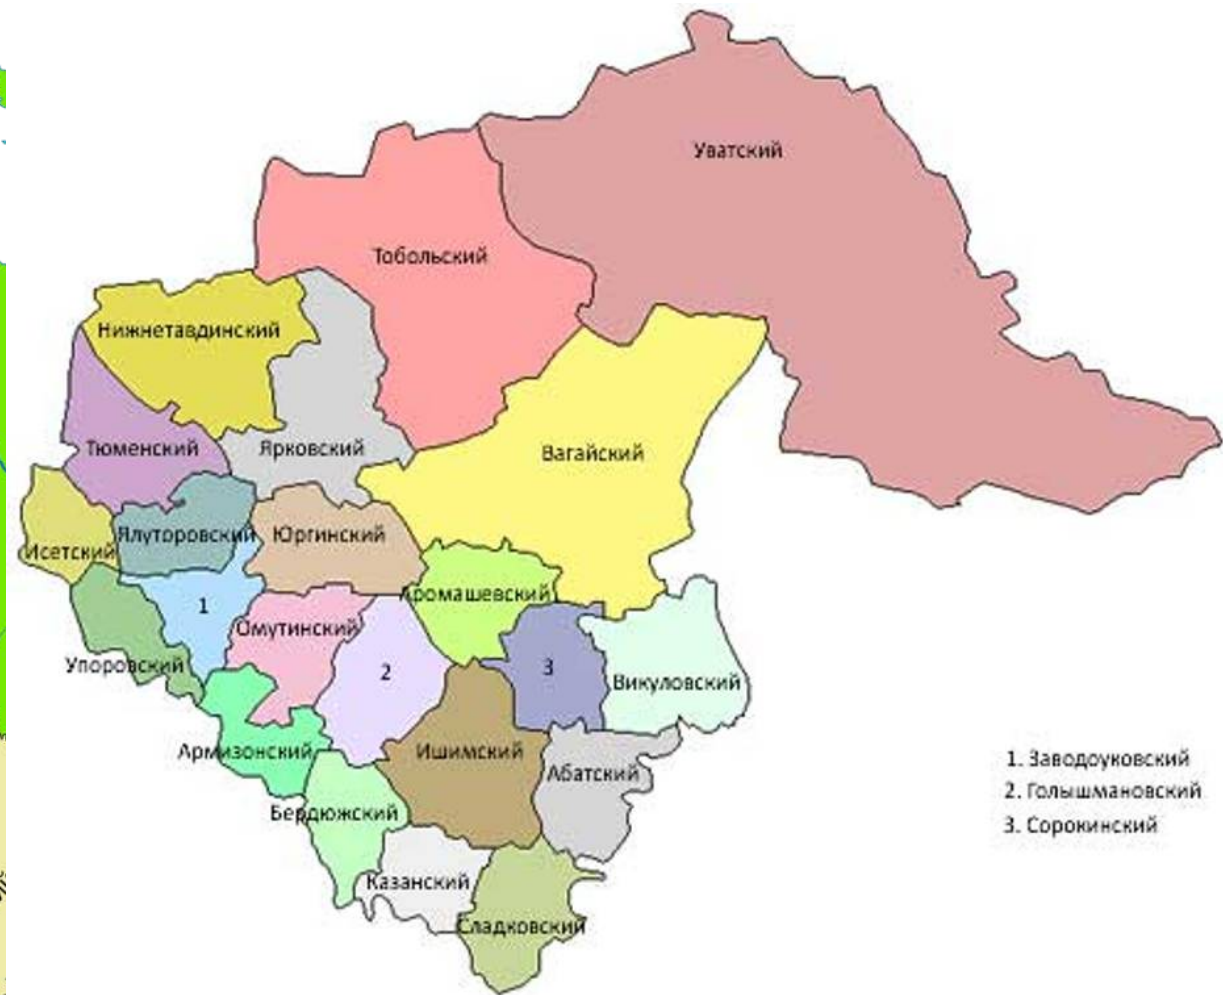 Уватский
Тобольский
Нижнетавдинский
Тюменский
Ярковский
Вагайский
Исетский
Ялуторовский
Юргинский
1
Омутинский
Аромашевский
Упоровский
2
3
Викуловский
Армизонский
Ишимский
Абатский
Бердюжский
Казанский
Сладковский
1. Заводоуковский
2. Голышмановский
3. Сорокинский